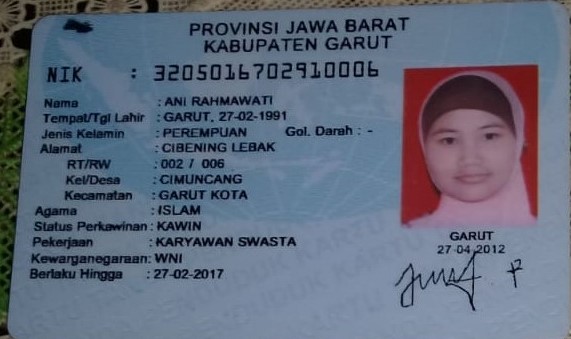 PROVINSI JAWA BARAT
KABUPATEN GARUT
NIK : 3205016702910006
Nama : ANI RAHMAWATI
Tempat/Tgl Lahir : GARUT, 27-02-1991
Jenis Kelamin : PEREMPUAN Gol. Darah : -
Alamat : CIBENING LEBAK
RT/RW : 002 / 006
Kel/Desa : CIMUNCANG
Kecamatan : GARUT KOTA
Agama : ISLAM
Status Perkawinan : KAWIN
Pekerjaan : KARYAWAN SWASTA
Kewarganegaraan : WNI
Berlaku Hingga : 27-02-2017
GARUT
27-04-2012